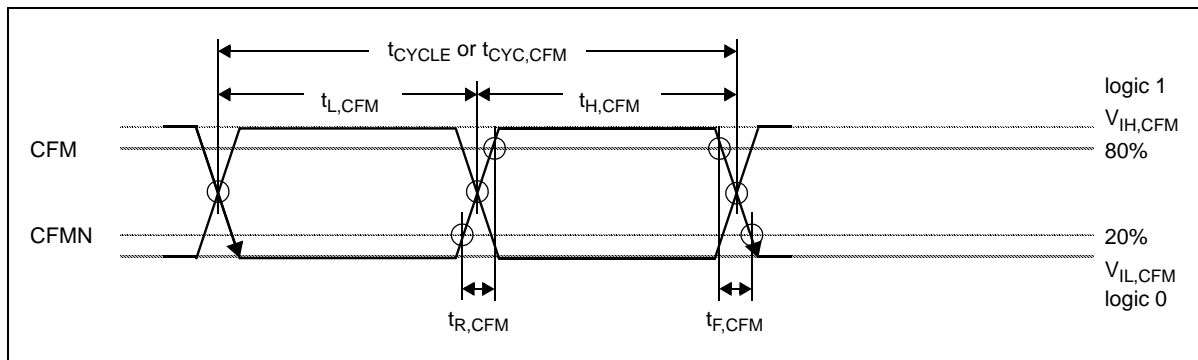 tCYCLE or tCYC,CFM
tL,CFM
tH,CFM
logic 1
VIH,CFM
CFM
80%
CFMN
20%
VIL,CFM
logic 0
tR,CFM
tF,CFM